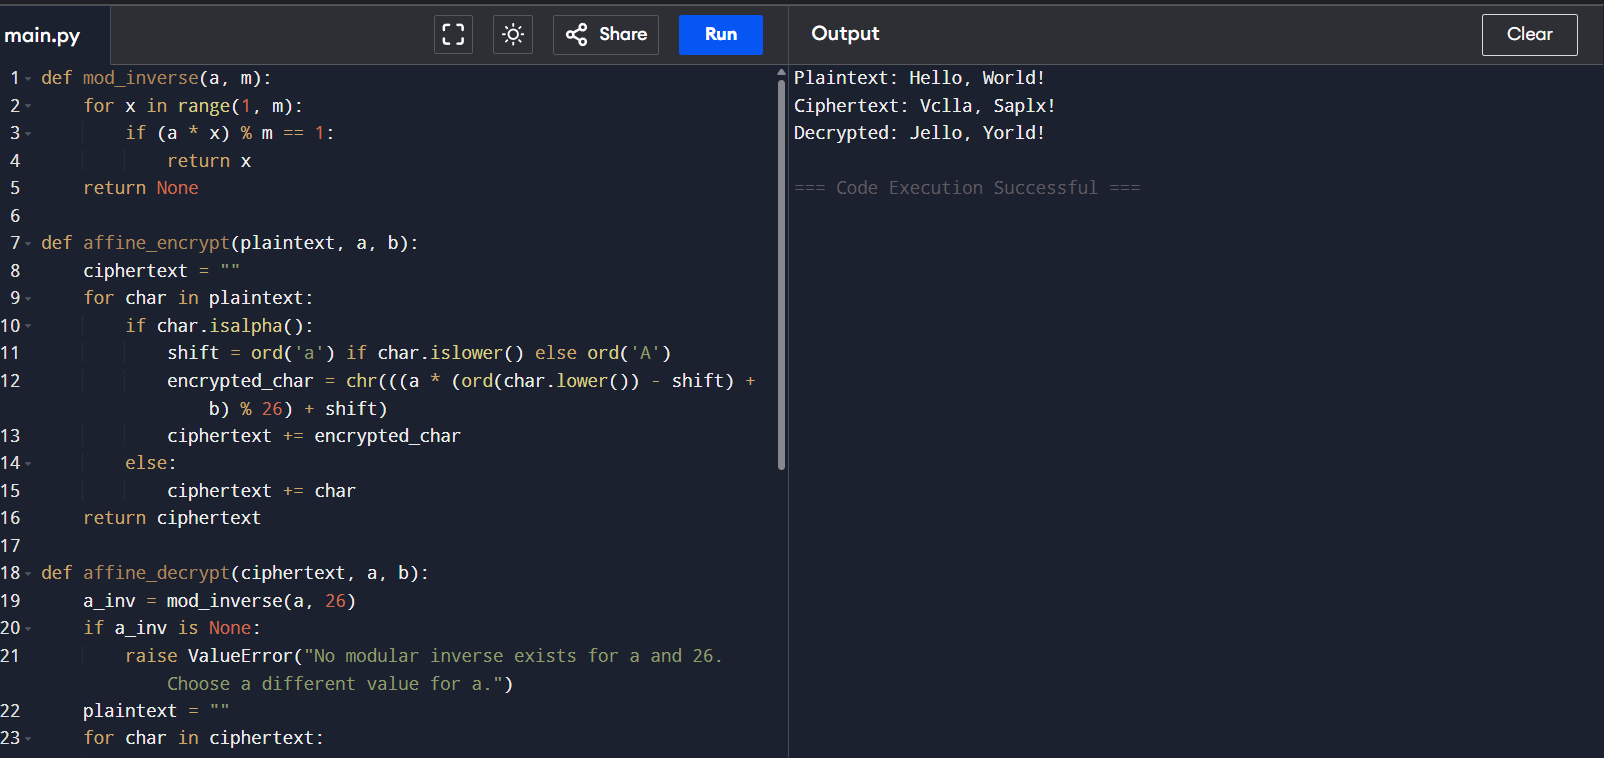 main.py
Share
Run
Output
Clear
1 def mod_inverse(a, m):
2     for x in range(1, m):
3         if (a * x) % m == 1:
4             return x
5     return None
6
7 def affine_encrypt(plaintext, a, b):
8     ciphertext = ""
9     for char in plaintext:
10         if char.isalpha():
11             shift = ord('a') if char.islower() else ord('A')
12             encrypted_char = chr(((a * (ord(char.lower()) - shift) +
                b) % 26) + shift)
13             ciphertext += encrypted_char
14         else:
15             ciphertext += char
16     return ciphertext
17
18 def affine_decrypt(ciphertext, a, b):
19     a_inv = mod_inverse(a, 26)
20     if a_inv is None:
21         raise ValueError("No modular inverse exists for a and 26.
            Choose a different value for a.")
22     plaintext = ""
23     for char in ciphertext:
Plaintext: Hello, World!
Ciphertext: Vclla, Saplx!
Decrypted: Jello, Yorld!
=== Code Execution Successful ===